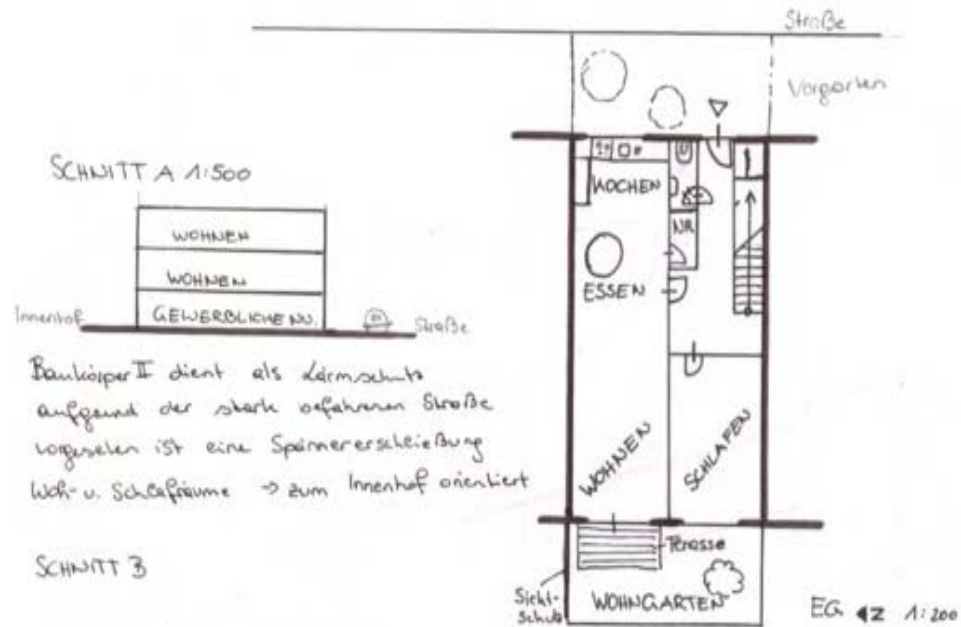 SCHNITT A 1:500
WOHNEN
WOHNEN
GEWERBLICHE NU.
Innenhof
Straße
Baukörper II dient als Lärmschutz
aufgrund der stark befahrenen Straße
vorgesehen ist eine Spännererschließung
Woh- u. Schlafräume → zum Innenhof orientiert
SCHNITT B
Straße
Vorgarten
KOCHEN
NR
ESSEN
WOHNEN
SCHLAFEN
Terasse
Sicht-
schutz
WOHNGARTEN
EG
1:200